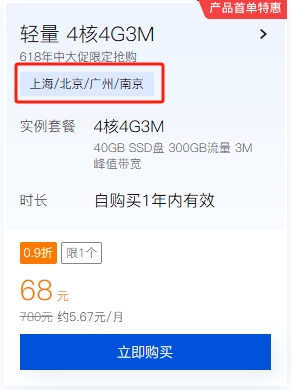 产品首单特惠
轻量 4核4G3M
618年中大促限定抢购
上海/北京/广州/南京
实例套餐 4核4G3M
40GB SSD盘 300GB流量 3M
峰值带宽
时长 自购买1年内有效
0.9折 限1个
68 元
780元 约5.67元/月
立即购买